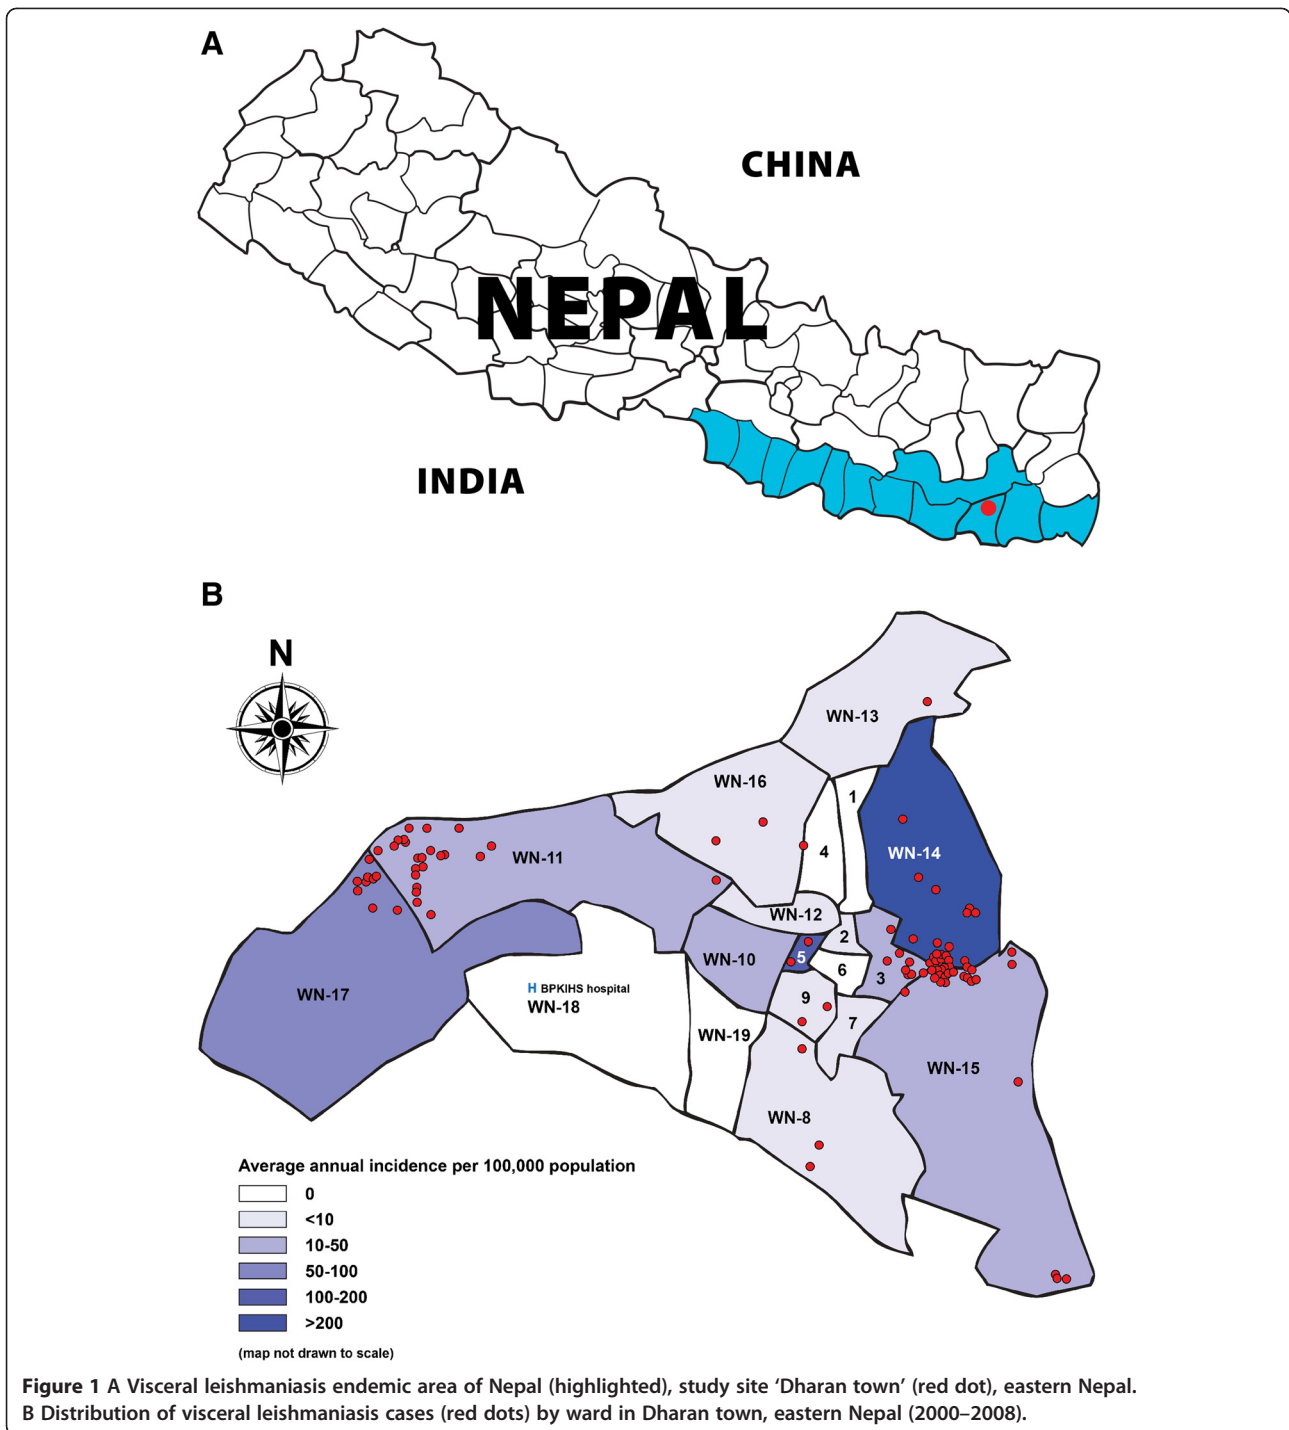 A
CHINA
NEPAL
INDIA
B
N
WN-13
WN-16
1
4
WN-14
WN-11
WN-12
2
5
WN-10
6
3
WN-17
H BPKIHS hospital
WN-18
9
7
WN-19
WN-15
WN-8
Average annual incidence per 100,000 population
0
<10
10-50
50-100
100-200
>200
(map not drawn to scale)
Figure 1 A Visceral leishmaniasis endemic area of Nepal (highlighted), study site ‘Dharan town’ (red dot), eastern Nepal.
B Distribution of visceral leishmaniasis cases (red dots) by ward in Dharan town, eastern Nepal (2000–2008).